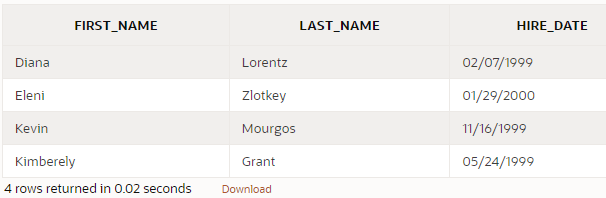 FIRST_NAME LAST_NAME HIRE_DATE
Diana Lorentz 02/07/1999
Eleni Zlotkey 01/29/2000
Kevin Mourgos 11/16/1999
Kimberely Grant 05/24/1999
4 rows returned in 0.02 seconds Download